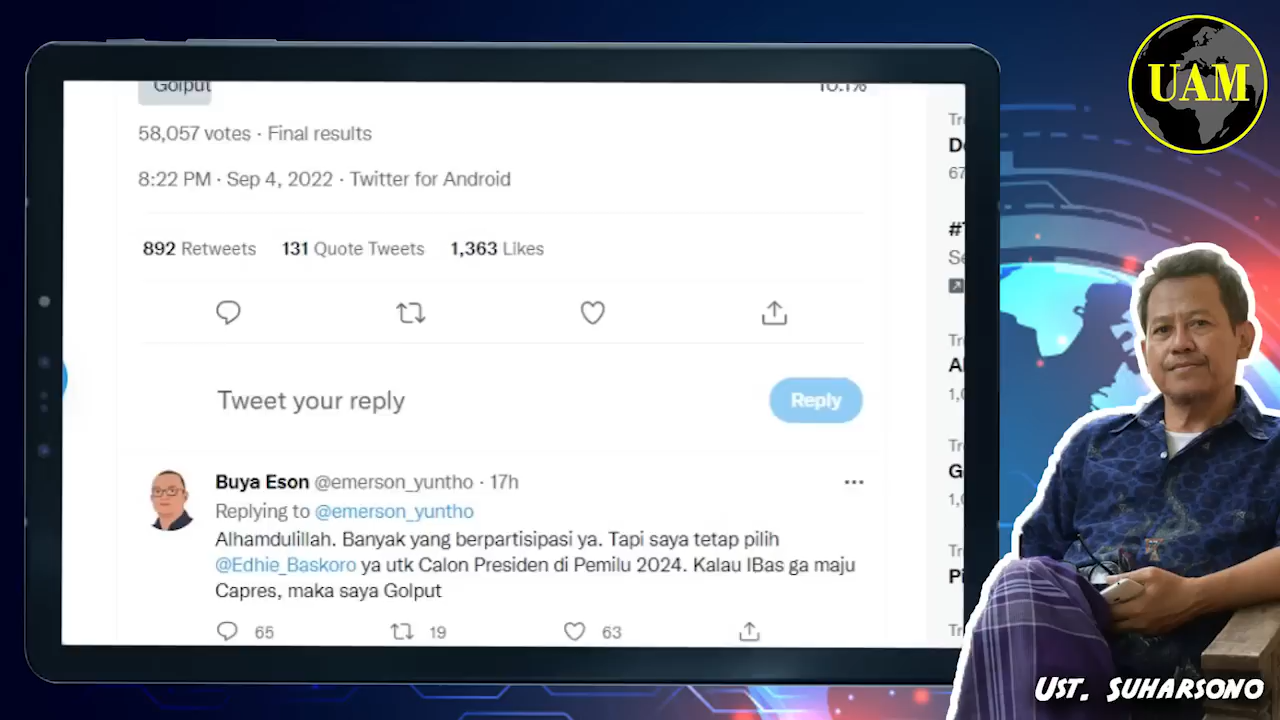 Golput 10.1%
58,057 votes · Final results
8:22 PM · Sep 4, 2022 · Twitter for Android
892 Retweets 131 Quote Tweets 1,363 Likes
Tweet your reply
Reply
Buya Eson @emerson_yuntho · 17h
Replying to @emerson_yuntho
Alhamdulillah. Banyak yang berpartisipasi ya. Tapi saya tetap pilih
@Edhie_Baskoro ya utk Calon Presiden di Pemilu 2024. Kalau IBas ga maju
Capres, maka saya Golput
65 19 63
UAM
UST. SUHARSONO